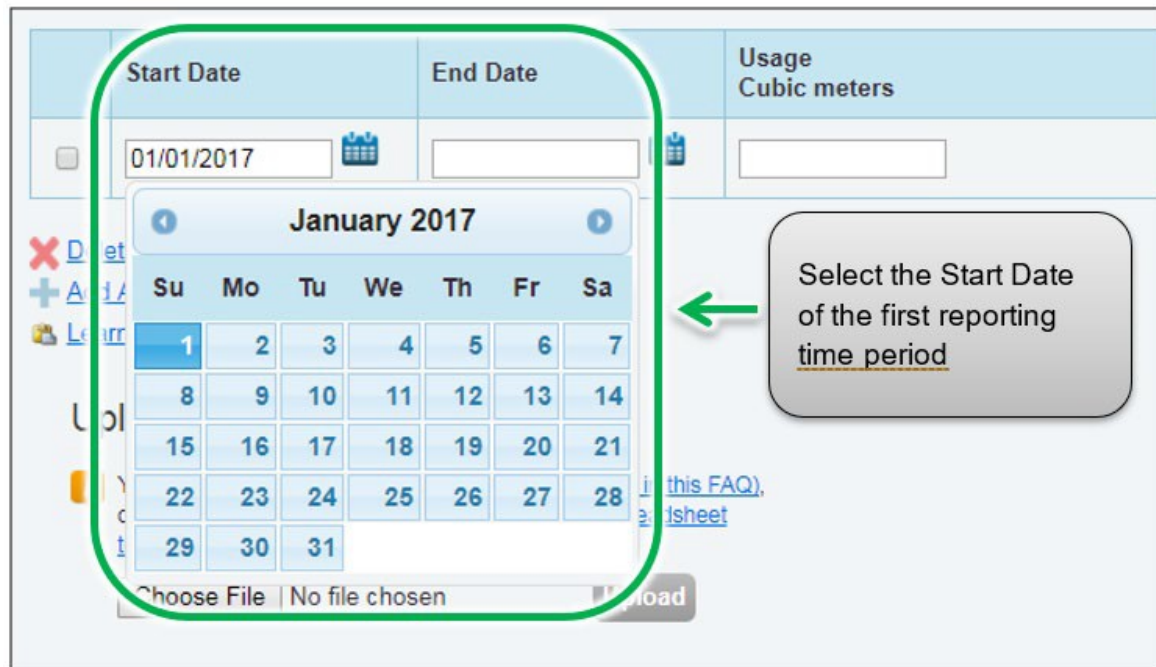 Start Date End Date Usage
Cubic meters
01/01/2017
January 2017
Su Mo Tu We Th Fr Sa
1 2 3 4 5 6 7
8 9 10 11 12 13 14
15 16 17 18 19 20 21
22 23 24 25 26 27 28
29 30 31
Select the Start Date
of the first reporting
time period
in this FAQ),
Choose File No file chosen Upload